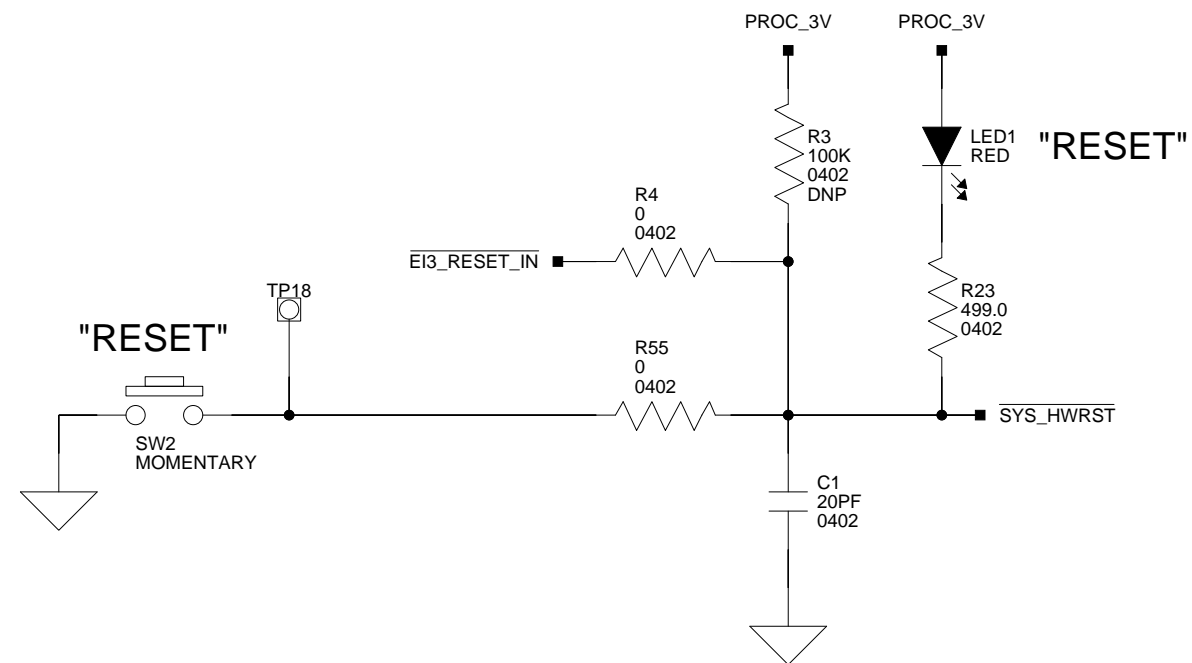 PROC_3V
PROC_3V
R3
100K
0402
DNP
LED1
RED
"RESET"
R4
0
0402
EI3_RESET_IN
TP18
R23
499.0
0402
"RESET"
R55
0
0402
SYS_HWRST
SW2
MOMENTARY
C1
20PF
0402